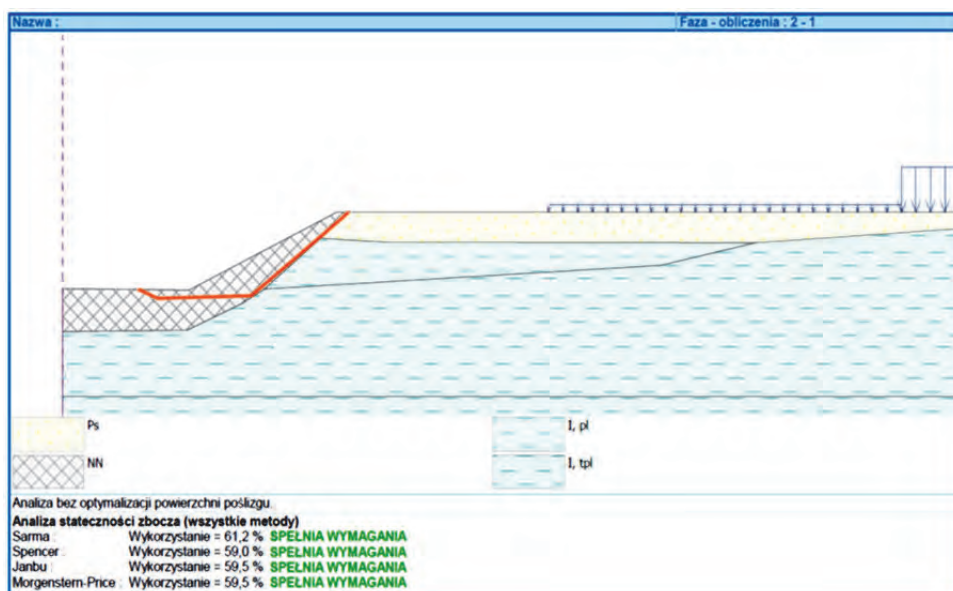 Nazwa : Faza - obliczenia : 2 - 1
Ps I, pl
NN I, tpl
Analiza bez optymalizacji powierzchni poślizgu.
Analiza stateczności zbocza (wszystkie metody)
Sarma : Wykorzystanie = 61,2 % SPEŁNIA WYMAGANIA
Spencer : Wykorzystanie = 59,0 % SPEŁNIA WYMAGANIA
Janbu : Wykorzystanie = 59,5 % SPEŁNIA WYMAGANIA
Morgenstern-Price : Wykorzystanie = 59,5 % SPEŁNIA WYMAGANIA